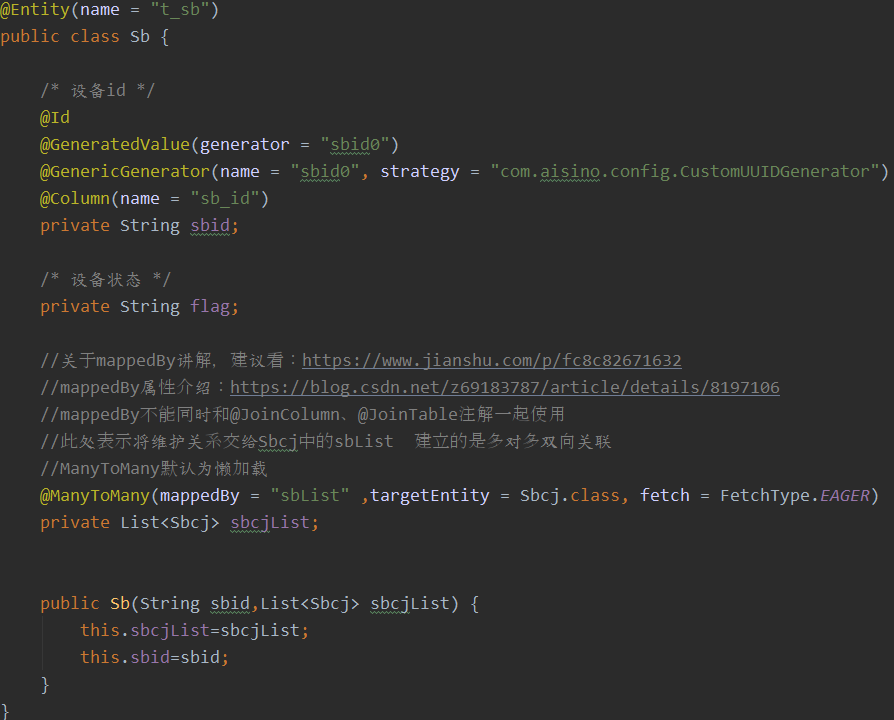 @Entity(name = "t_sb")
public class Sb {
/* 设备id */
@Id
@GeneratedValue(generator = "sbid0")
@GenericGenerator(name = "sbid0", strategy = "com.aisino.config.CustomUUIDGenerator")
@Column(name = "sb_id")
private String sbid;
/* 设备状态 */
private String flag;
//关于mappedBy讲解，建议看：https://www.jianshu.com/p/fc8c82671632
//mappedBy属性介绍：https://blog.csdn.net/z69183787/article/details/8197106
//mappedBy不能同时和@JoinColumn、@JoinTable注解一起使用
//此处表示将维护关系交给Sbcj中的sbList  建立的是多对多双向关联
//ManyToMany默认为懒加载
@ManyToMany(mappedBy = "sbList" ,targetEntity = Sbcj.class, fetch = FetchType.EAGER)
private List<Sbcj> sbcjList;
public Sb(String sbid,List<Sbcj> sbcjList) {
this.sbcjList=sbcjList;
this.sbid=sbid;
}
}